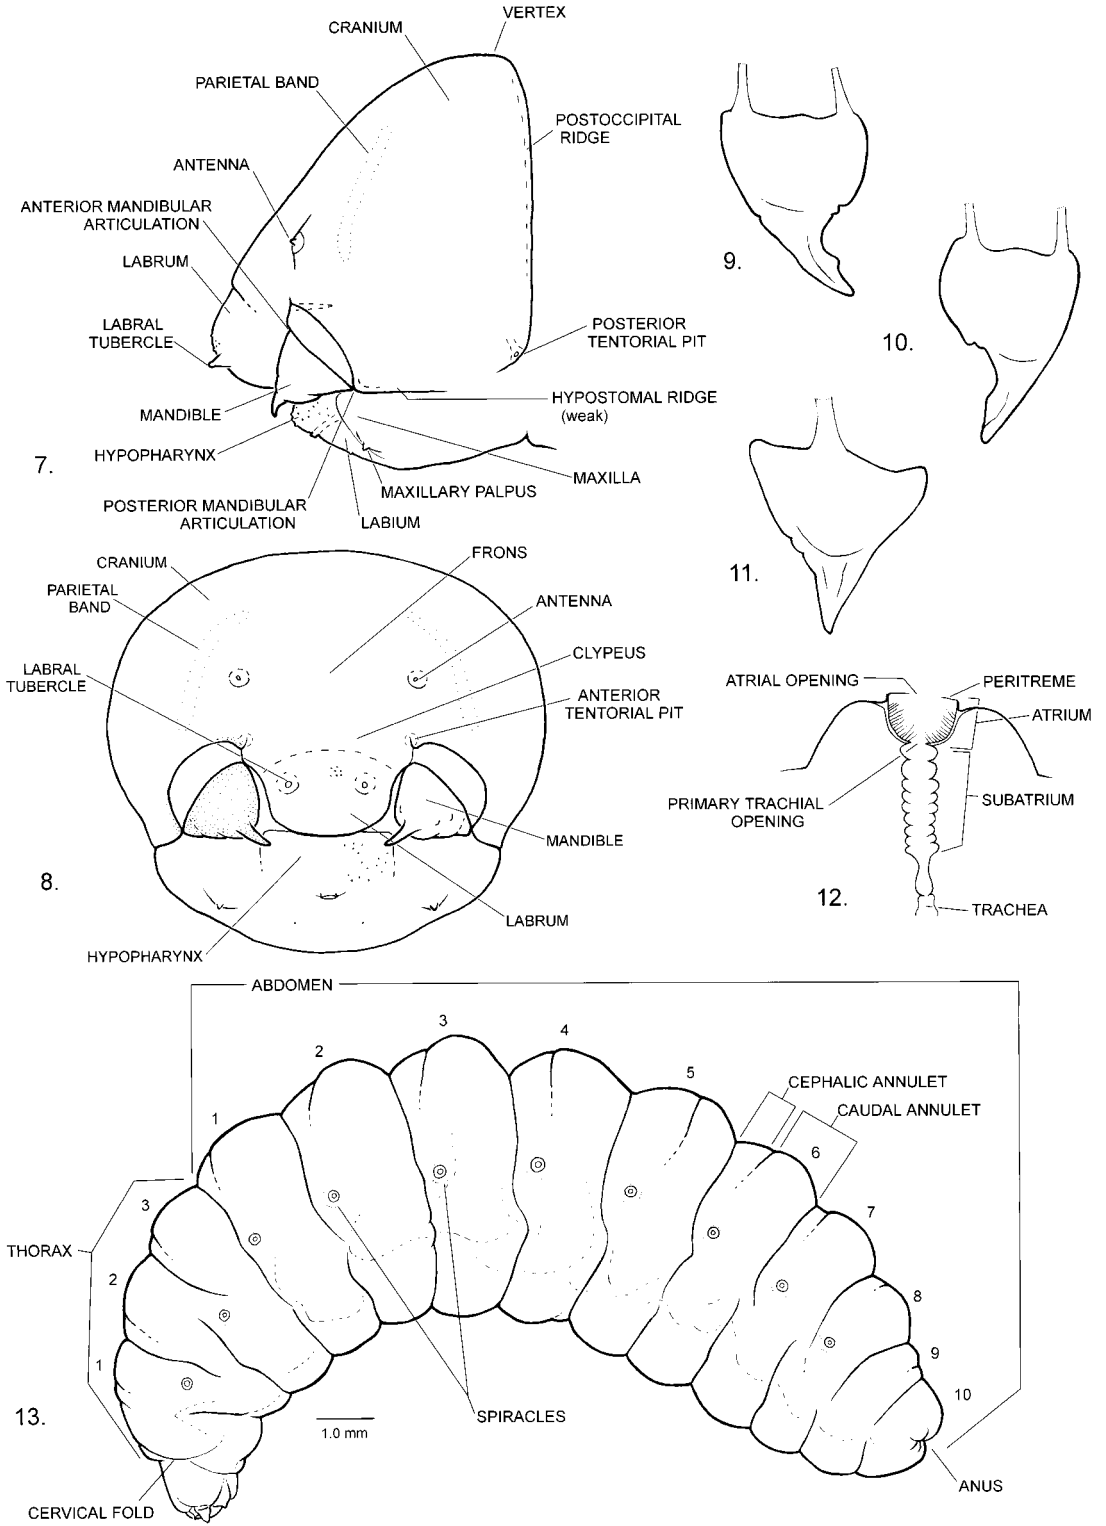 VERTEX
CRANIUM
PARIETAL BAND
POSTOCCIPITAL
RIDGE
ANTENNA
ANTERIOR MANDIBULAR
ARTICULATION
LABRUM
LABRAL
TUBERCLE
POSTERIOR
TENTORIAL PIT
MANDIBLE
HYPOSTOMAL RIDGE
(weak)
HYPOPHARYNX
7.
MAXILLA
MAXILLARY PALPUS
POSTERIOR MANDIBULAR
ARTICULATION
LABIUM
9.
10.
11.
FRONS
CRANIUM
PARIETAL
BAND
ANTENNA
CLYPEUS
LABRAL
TUBERCLE
ANTERIOR
TENTORIAL PIT
MANDIBLE
8.
LABRUM
HYPOPHARYNX
ATRIAL OPENING
PERITREME
ATRIUM
PRIMARY TRACHIAL
OPENING
SUBATRIUM
12.
TRACHEA
ABDOMEN
1
2
3
4
5
CEPHALIC ANNULET
CAUDAL ANNULET
6
7
8
9
10
THORAX
3
2
1
13.
1.0 mm
SPIRACLES
ANUS
CERVICAL FOLD